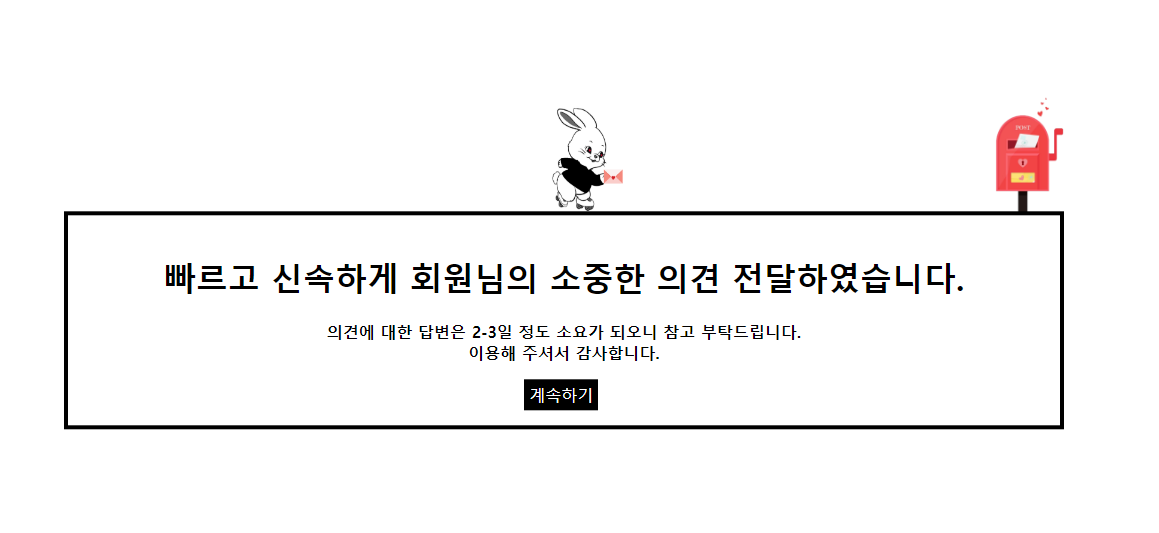 POST
빠르고 신속하게 회원님의 소중한 의견 전달하였습니다.
의견에 대한 답변은 2-3일 정도 소요가 되오니 참고 부탁드립니다.
이용해 주셔서 감사합니다.
계속하기